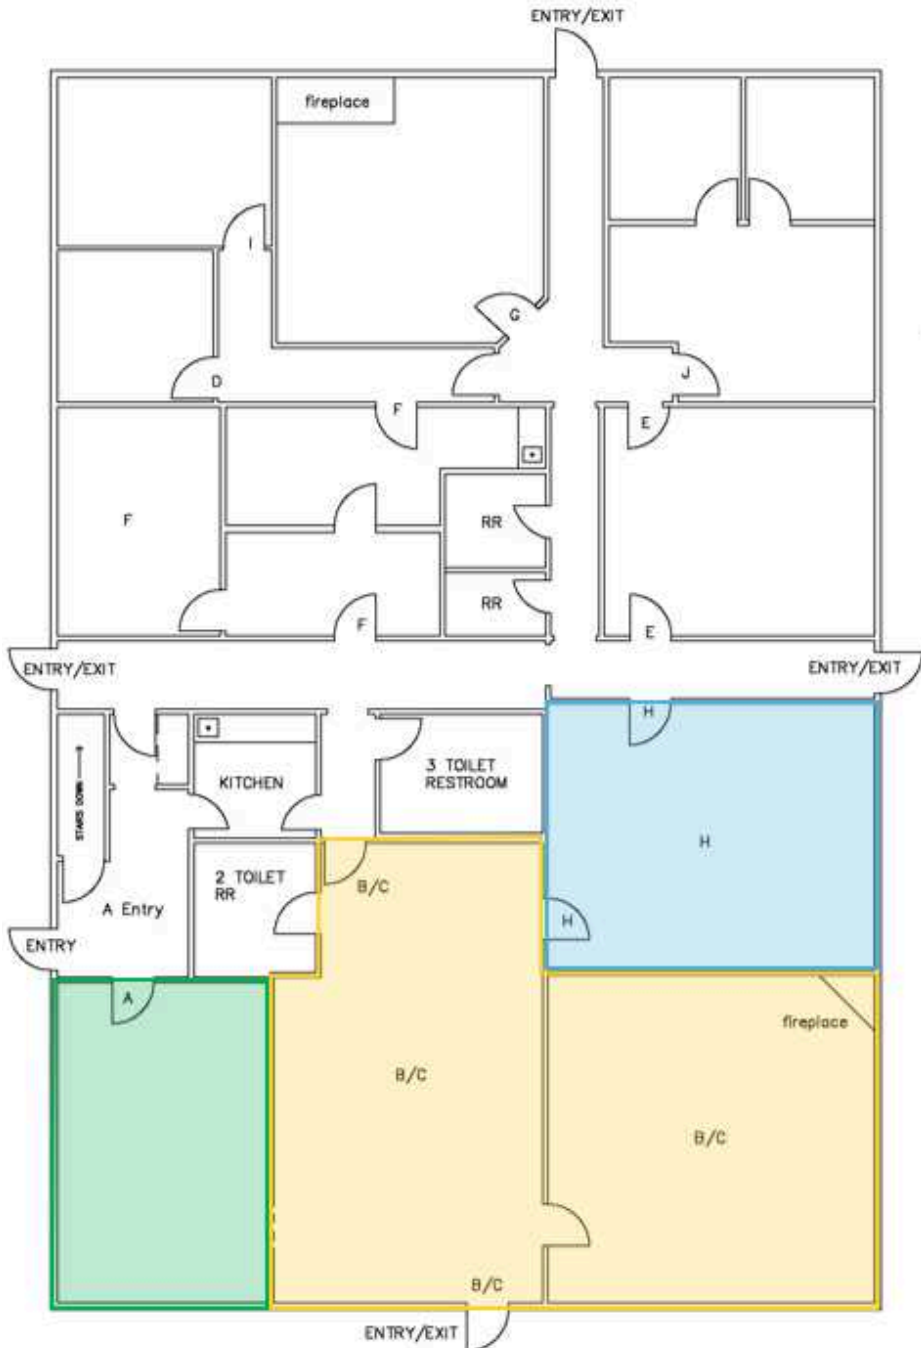 ENTRY/EXIT
fireplace
I
G
D
J
F
E
F
RR
RR
F
E
ENTRY/EXIT
ENTRY/EXIT
H
STAIRS DOWN
KITCHEN
3 TOILET
RESTROOM
H
2 TOILET
RR
B/C
A Entry
H
ENTRY
A
fireplace
B/C
B/C
B/C
ENTRY/EXIT